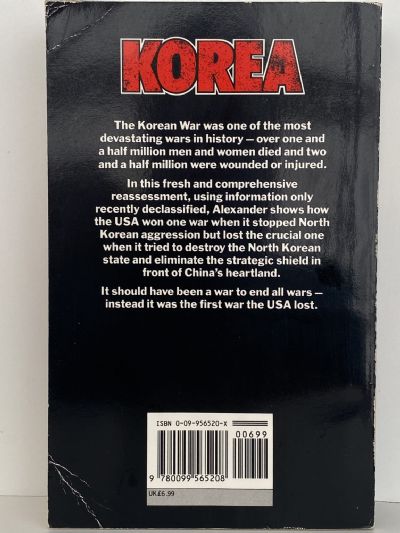 KOREA
The Korean War was one of the most
devastating wars in history — over one and
a half million men and women died and two
and a half million were wounded or injured.
In this fresh and comprehensive
reassessment, using information only
recently declassified, Alexander shows how
the USA won one war when it stopped North
Korean aggression but lost the crucial one
when it tried to destroy the North Korean
state and eliminate the strategic shield in
front of China's heartland.
It should have been a war to end all wars —
instead it was the first war the USA lost.
ISBN 0-09-956520-X
00699
9 780099 565208
UK£6.99